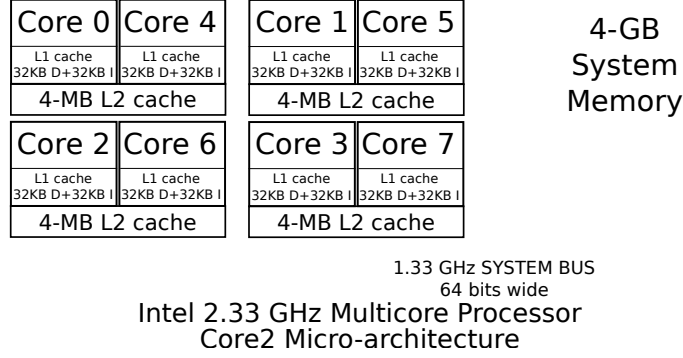 Core 0 Core 4
L1 cache L1 cache
32KB D+32KB I 32KB D+32KB I
4-MB L2 cache
Core 1 Core 5
L1 cache L1 cache
32KB D+32KB I 32KB D+32KB I
4-MB L2 cache
4-GB
System
Memory
Core 2 Core 6
L1 cache L1 cache
32KB D+32KB I 32KB D+32KB I
4-MB L2 cache
Core 3 Core 7
L1 cache L1 cache
32KB D+32KB I 32KB D+32KB I
4-MB L2 cache
1.33 GHz SYSTEM BUS
64 bits wide
Intel 2.33 GHz Multicore Processor
Core2 Micro-architecture